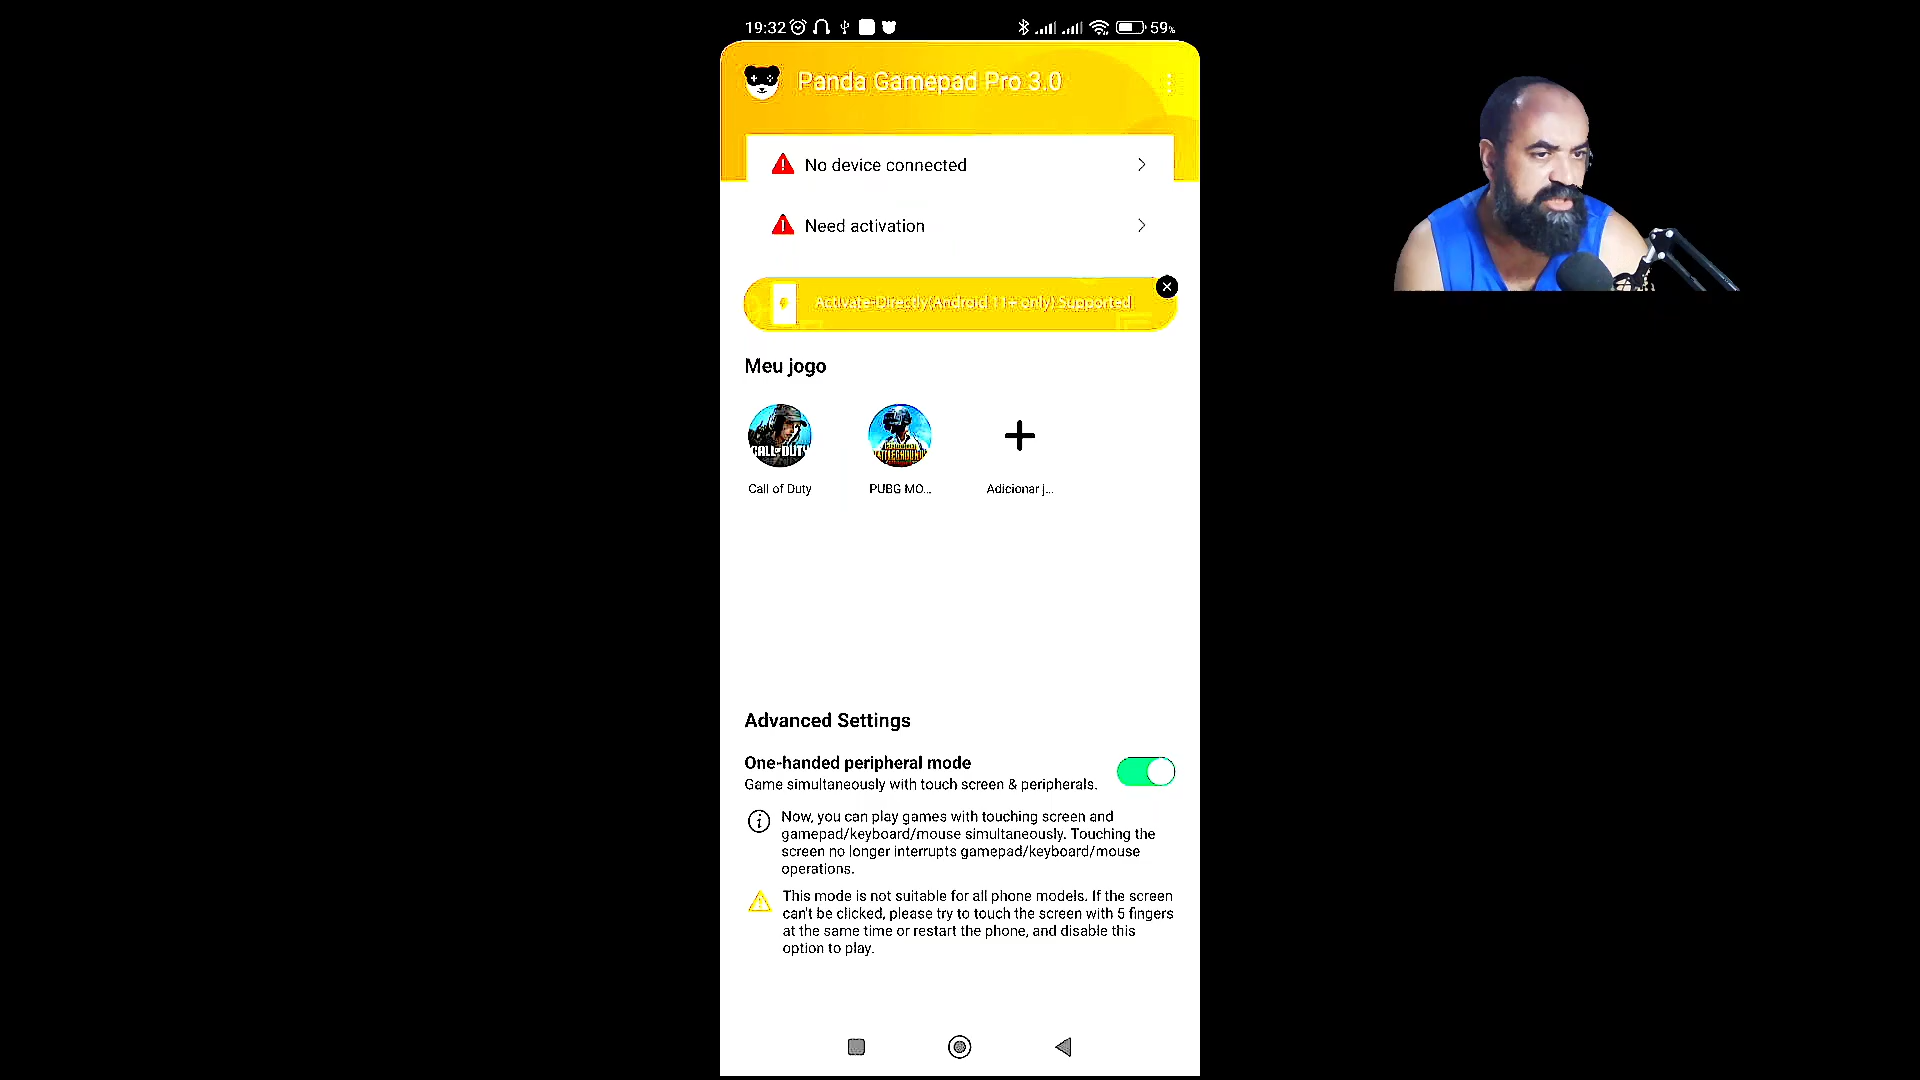 19:32
59%
Panda Gamepad Pro 3.0
No device connected
Need activation
Activate-Directly(Android 11+ only) Supported
Meu jogo
CALL OF DUTY
Call of Duty
PUBG MO...
Adicionar j...
Advanced Settings
One-handed peripheral mode
Game simultaneously with touch screen & peripherals.
Now, you can play games with touching screen and
gamepad/keyboard/mouse simultaneously. Touching the
screen no longer interrupts gamepad/keyboard/mouse
operations.
This mode is not suitable for all phone models. If the screen
can't be clicked, please try to touch the screen with 5 fingers
at the same time or restart the phone, and disable this
option to play.